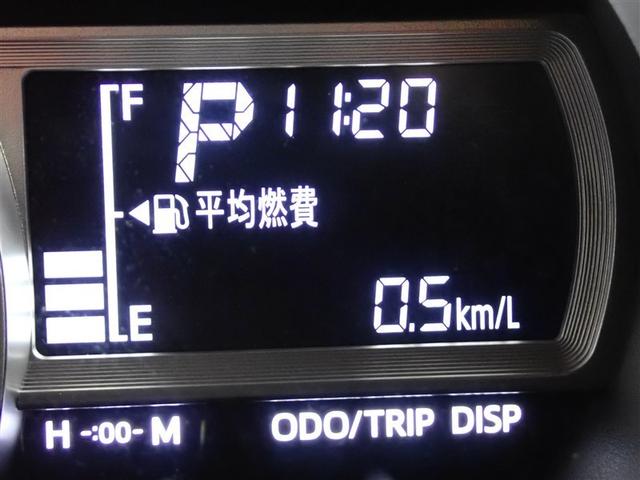 F P 11:20
平均燃費
E 0.5km/L
H -:00- M ODO/TRIP DISP